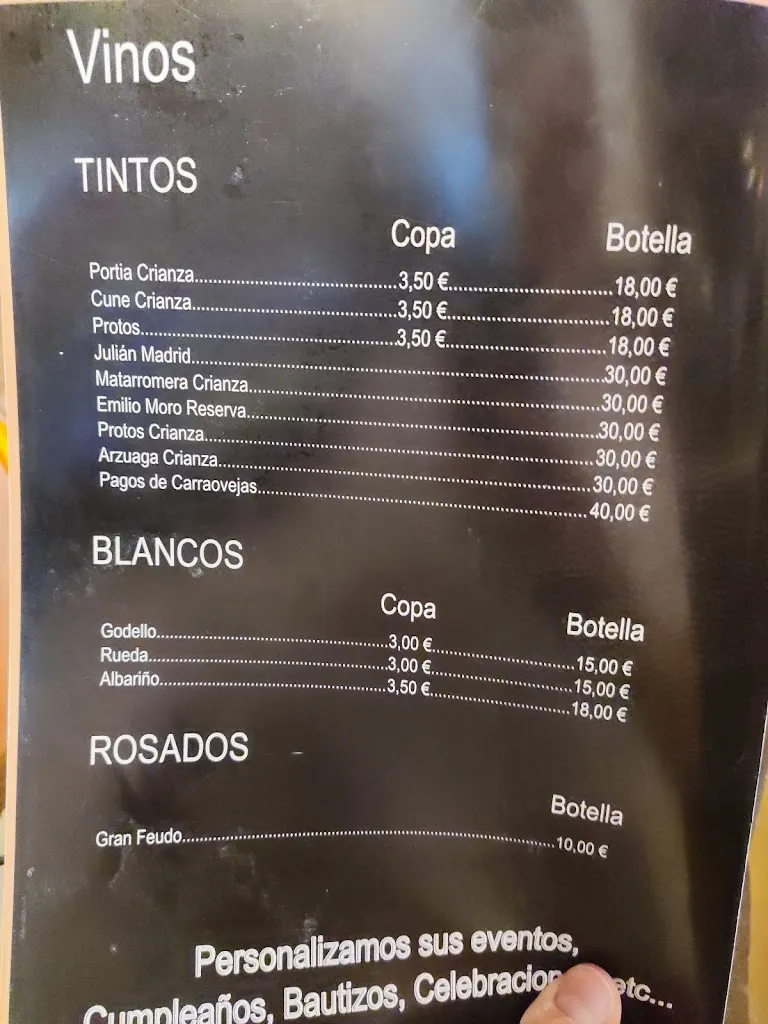 Vinos
TINTOS
Copa Botella
Portia Crianza..........3,50 €..........18,00 €
Cune Crianza..........3,50 €..........18,00 €
Protos..........3,50 €..........18,00 €
Julián Madrid..........30,00 €
Matarromera Crianza..........30,00 €
Emilio Moro Reserva..........30,00 €
Protos Crianza..........30,00 €
Arzuaga Crianza..........30,00 €
Pagos de Carraovejas..........40,00 €
BLANCOS
Copa Botella
Godello..........3,00 €..........15,00 €
Rueda..........3,00 €..........15,00 €
Albariño..........3,50 €..........18,00 €
ROSADOS
Botella
Gran Feudo..........10,00 €
Personalizamos sus eventos,
Cumpleaños, Bautizos, Celebracion etc...